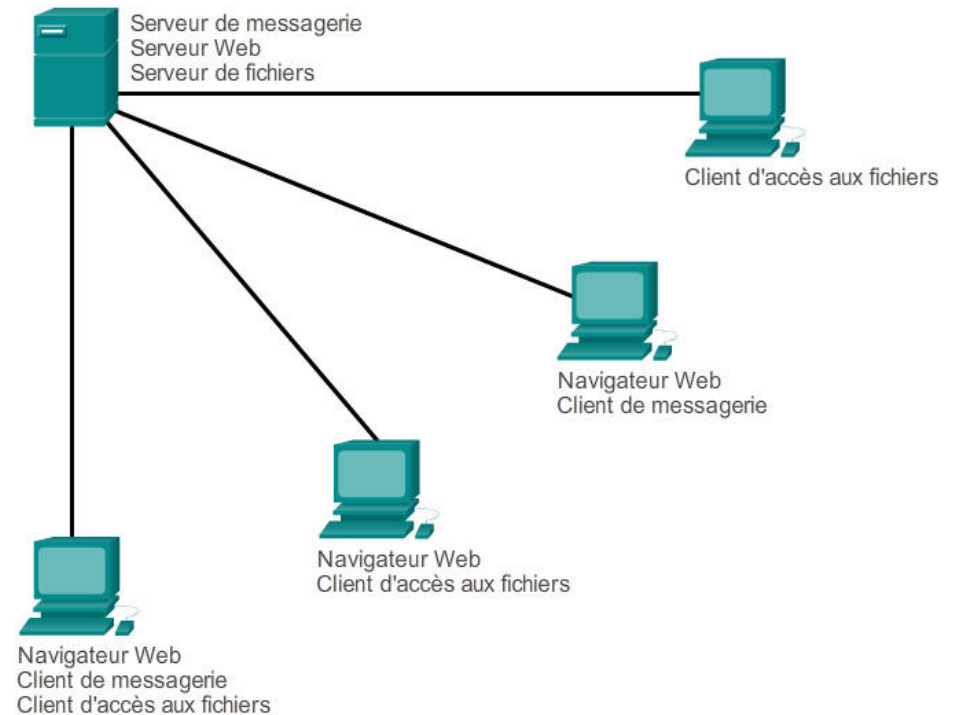 Serveur de messagerie
Serveur Web
Serveur de fichiers
Client d'accès aux fichiers
Navigateur Web
Client de messagerie
Navigateur Web
Client d'accès aux fichiers
Navigateur Web
Client de messagerie
Client d'accès aux fichiers